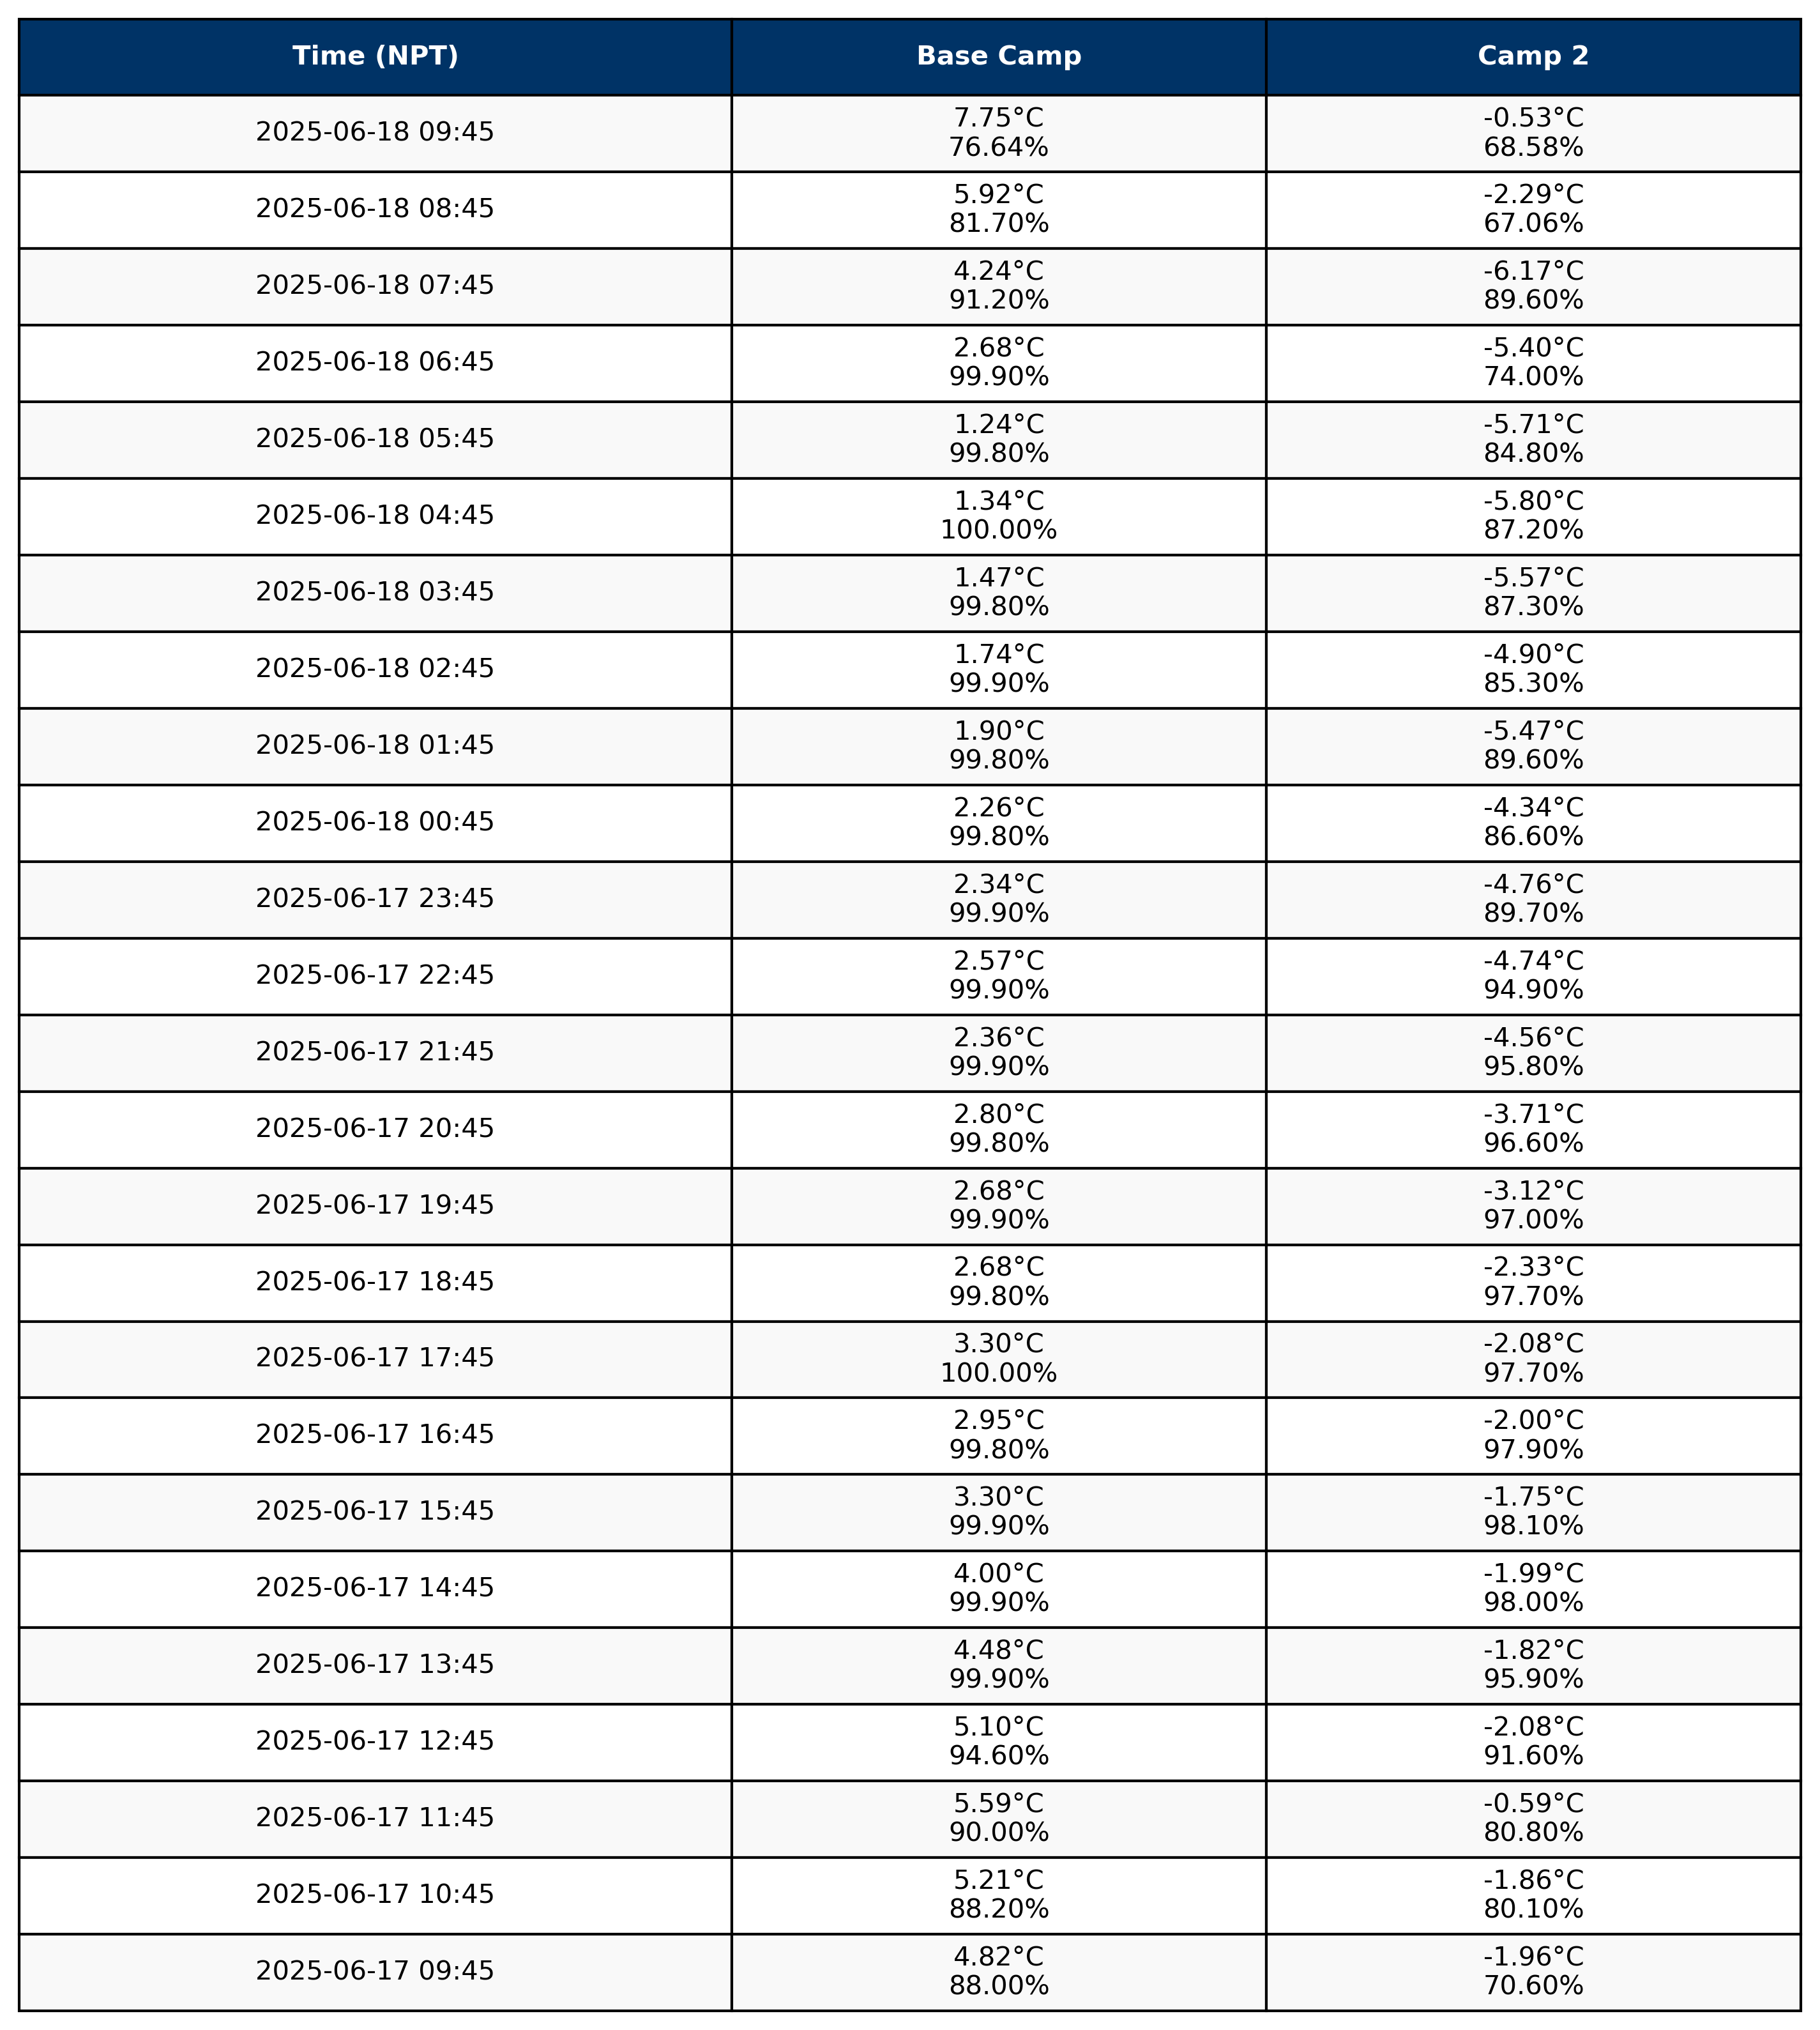 Time (NPT) Base Camp Camp 2
2025-06-18 09:45 7.75°C -0.53°C
76.64% 68.58%
2025-06-18 08:45 5.92°C -2.29°C
81.70% 67.06%
2025-06-18 07:45 4.24°C -6.17°C
91.20% 89.60%
2025-06-18 06:45 2.68°C -5.40°C
99.90% 74.00%
2025-06-18 05:45 1.24°C -5.71°C
99.80% 84.80%
2025-06-18 04:45 1.34°C -5.80°C
100.00% 87.20%
2025-06-18 03:45 1.47°C -5.57°C
99.80% 87.30%
2025-06-18 02:45 1.74°C -4.90°C
99.90% 85.30%
2025-06-18 01:45 1.90°C -5.47°C
99.80% 89.60%
2025-06-18 00:45 2.26°C -4.34°C
99.80% 86.60%
2025-06-17 23:45 2.34°C -4.76°C
99.90% 89.70%
2025-06-17 22:45 2.57°C -4.74°C
99.90% 94.90%
2025-06-17 21:45 2.36°C -4.56°C
99.90% 95.80%
2025-06-17 20:45 2.80°C -3.71°C
99.80% 96.60%
2025-06-17 19:45 2.68°C -3.12°C
99.90% 97.00%
2025-06-17 18:45 2.68°C -2.33°C
99.80% 97.70%
2025-06-17 17:45 3.30°C -2.08°C
100.00% 97.70%
2025-06-17 16:45 2.95°C -2.00°C
99.80% 97.90%
2025-06-17 15:45 3.30°C -1.75°C
99.90% 98.10%
2025-06-17 14:45 4.00°C -1.99°C
99.90% 98.00%
2025-06-17 13:45 4.48°C -1.82°C
99.90% 95.90%
2025-06-17 12:45 5.10°C -2.08°C
94.60% 91.60%
2025-06-17 11:45 5.59°C -0.59°C
90.00% 80.80%
2025-06-17 10:45 5.21°C -1.86°C
88.20% 80.10%
2025-06-17 09:45 4.82°C -1.96°C
88.00% 70.60%